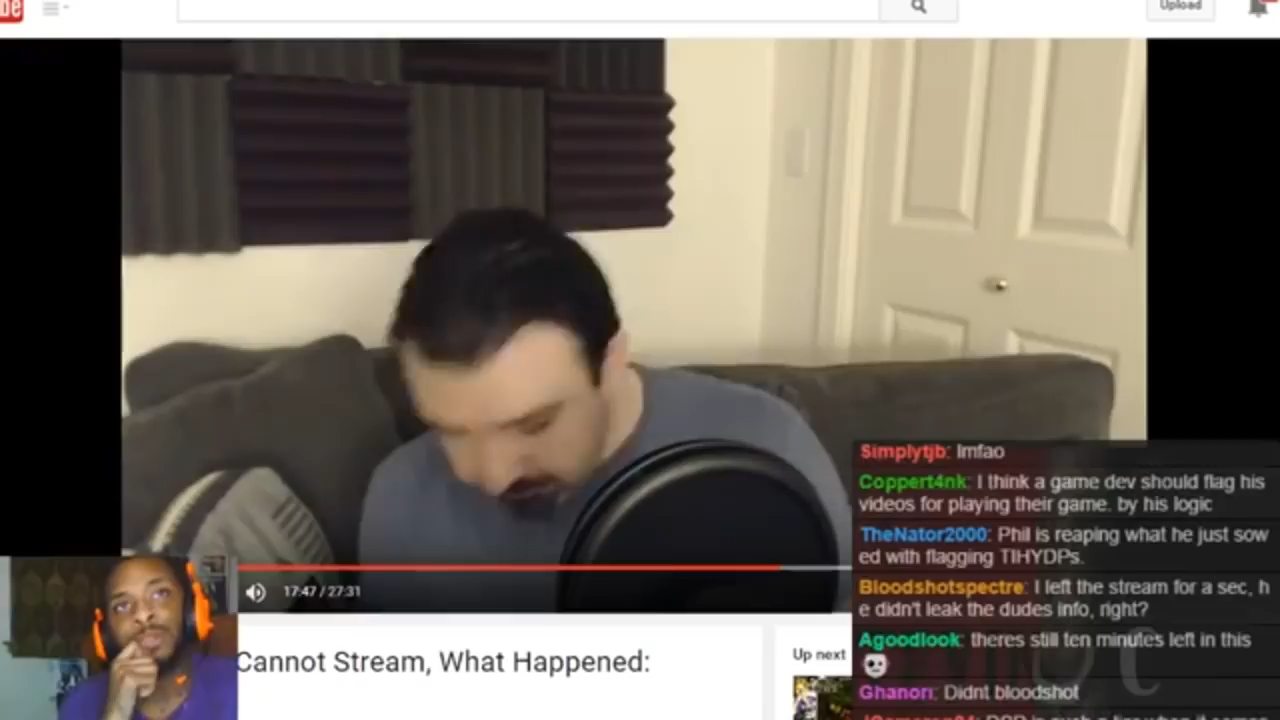 be
Upload
17:47 / 27:31
Cannot Stream, What Happened:
Up next
Simplytjb: lmfao
Coppert4nk: I think a game dev should flag his
videos for playing their game. by his logic
TheNator2000: Phil is reaping what he just sow
ed with flagging TIHYDPs.
Bloodshotspectre: I left the stream for a sec, h
e didn't leak the dudes info, right?
Agoodlook: theres still ten minutes left in this
Ghanorr: Didnt bloodshot